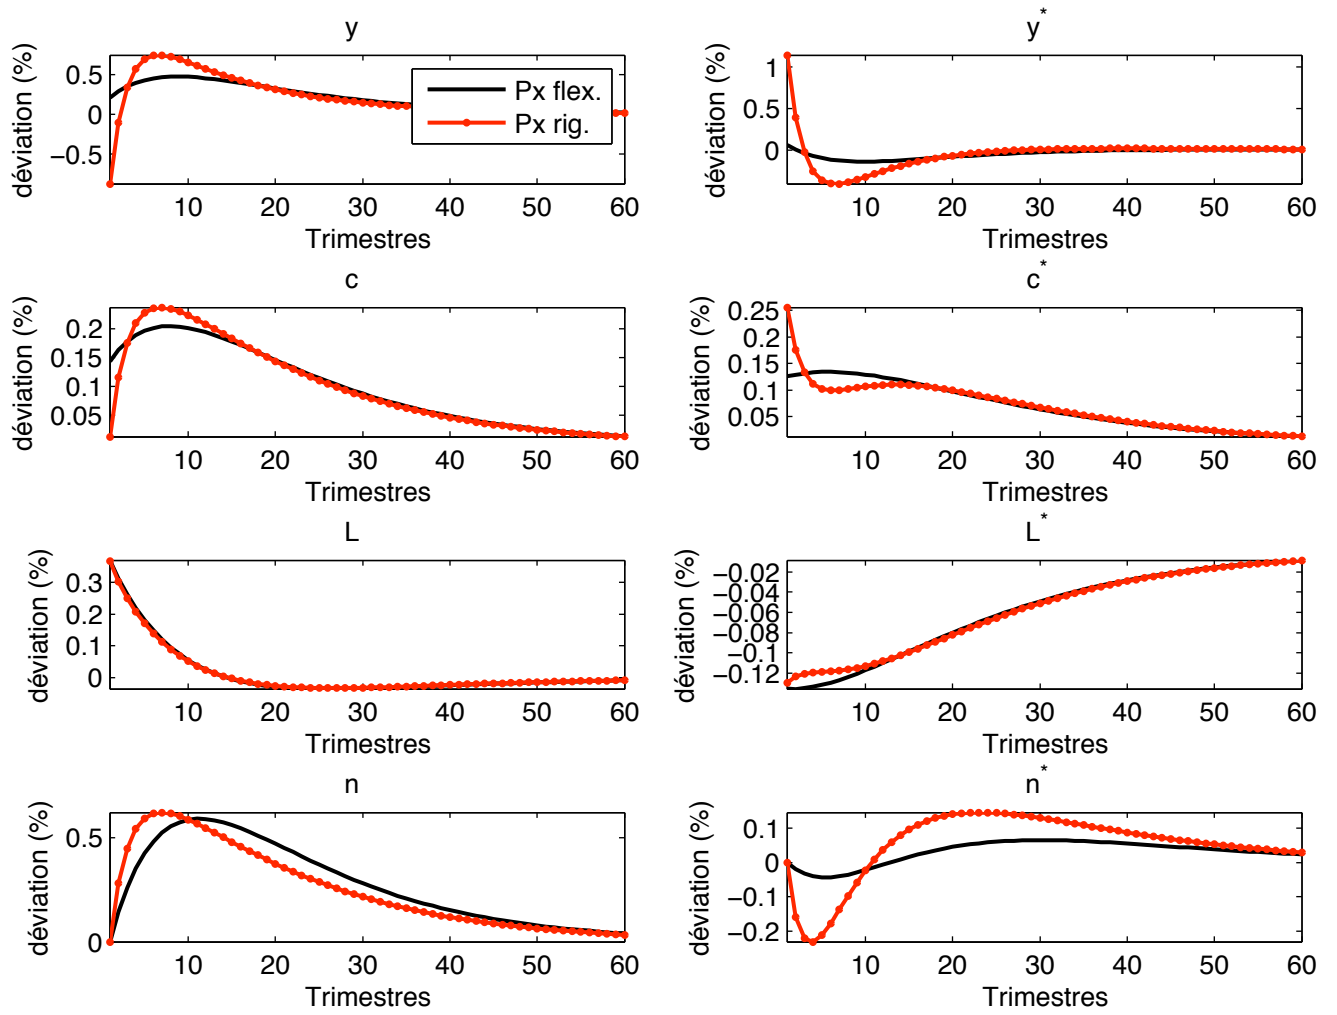 y
déviation (%)
0.5
0
−0.5
Px flex.
Px rig.
10 20 30 40 50 60
Trimestres
y*
déviation (%)
1
0.5
0
10 20 30 40 50 60
Trimestres
c
déviation (%)
0.2
0.15
0.1
0.05
10 20 30 40 50 60
Trimestres
c*
déviation (%)
0.25
0.2
0.15
0.1
0.05
10 20 30 40 50 60
Trimestres
L
déviation (%)
0.3
0.2
0.1
0
10 20 30 40 50 60
Trimestres
L*
déviation (%)
−0.02
−0.04
−0.06
−0.08
−0.1
−0.12
10 20 30 40 50 60
Trimestres
n
déviation (%)
0.5
0
10 20 30 40 50 60
Trimestres
n*
déviation (%)
0.1
0
−0.1
−0.2
10 20 30 40 50 60
Trimestres